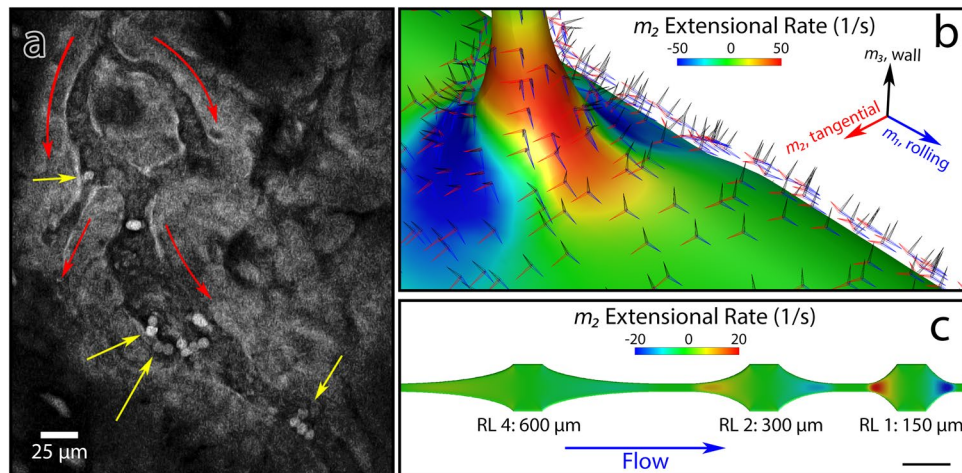 a
25 μm
m2 Extensional Rate (1/s)
-50 0 50
b
m3, wall
m2, tangential
m1, rolling
m2 Extensional Rate (1/s)
-20 0 20
c
RL 4: 600 μm
RL 2: 300 μm
RL 1: 150 μm
Flow